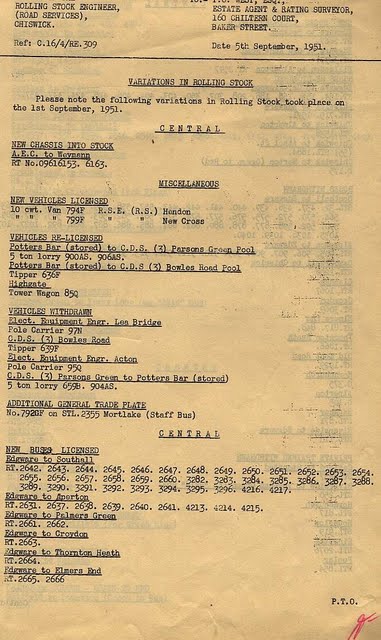 ROLLING STOCK ENGINEER,
(ROAD SERVICES),
CHISWICK.
ESTATE AGENT & RATING SURVEYOR,
160 CHILTERN COURT,
BAKER STREET.
Ref: C.16/4/RE.309
Date 5th September, 1951.
VARIATIONS IN ROLLING STOCK
Please note the following variations in Rolling Stock took place on
the 1st September, 1951.
CENTRAL
NEW CHASSIS INTO STOCK
A.E.C. to Weymann
RT No.09616153. 6163.
MISCELLANEOUS
NEW VEHICLES LICENSED
10 cwt. Van 794F R.S.E. (R.S.) Hendon
" " " 799F " " New Cross
VEHICLES RE-LICENSED
Potters Bar (stored) to C.D.S. (3) Parsons Green Pool
5 ton lorry 900AS. 906AS.
Potters Bar (stored) to C.D.S (3) Bowles Road Pool
Tipper 636F
Highgate
Tower Wagon 85Q
VEHICLES WITHDRAWN
Elect. Equipment Engr. Lea Bridge
Pole Carrier 97N
C.D.S. (3) Bowles Road
Tipper 639F
Elect. Equipment Engr. Acton
Pole Carrier 95Q
C.D.S. (3) Parsons Green to Potters Bar (stored)
5 ton lorry 659B. 904AS.
ADDITIONAL GENERAL TRADE PLATE
No.792GF on STL.2355 Mortlake (Staff Bus)
CENTRAL
NEW BUSES LICENSED
Edgware to Southall
RT.2642. 2643. 2644. 2645. 2646. 2647. 2648. 2649. 2650. 2651. 2652. 2653. 2654.
2655. 2656. 2657. 2658. 2659. 2660. 3282. 3283. 3284. 3285. 3286. 3287. 3288.
3289. 3290. 3291. 3292. 3293. 3294. 3295. 3296. 4216. 4217.
Edgware to Alperton
RT.2631. 2637. 2638. 2639. 2640. 2641. 4213. 4214. 4215.
Edgware to Palmers Green
RT.2661. 2662.
Edgware to Croydon
RT.2663.
Edgware to Thornton Heath
RT.2664.
Edgware to Elmers End
RT.2665. 2666
P.T.O.